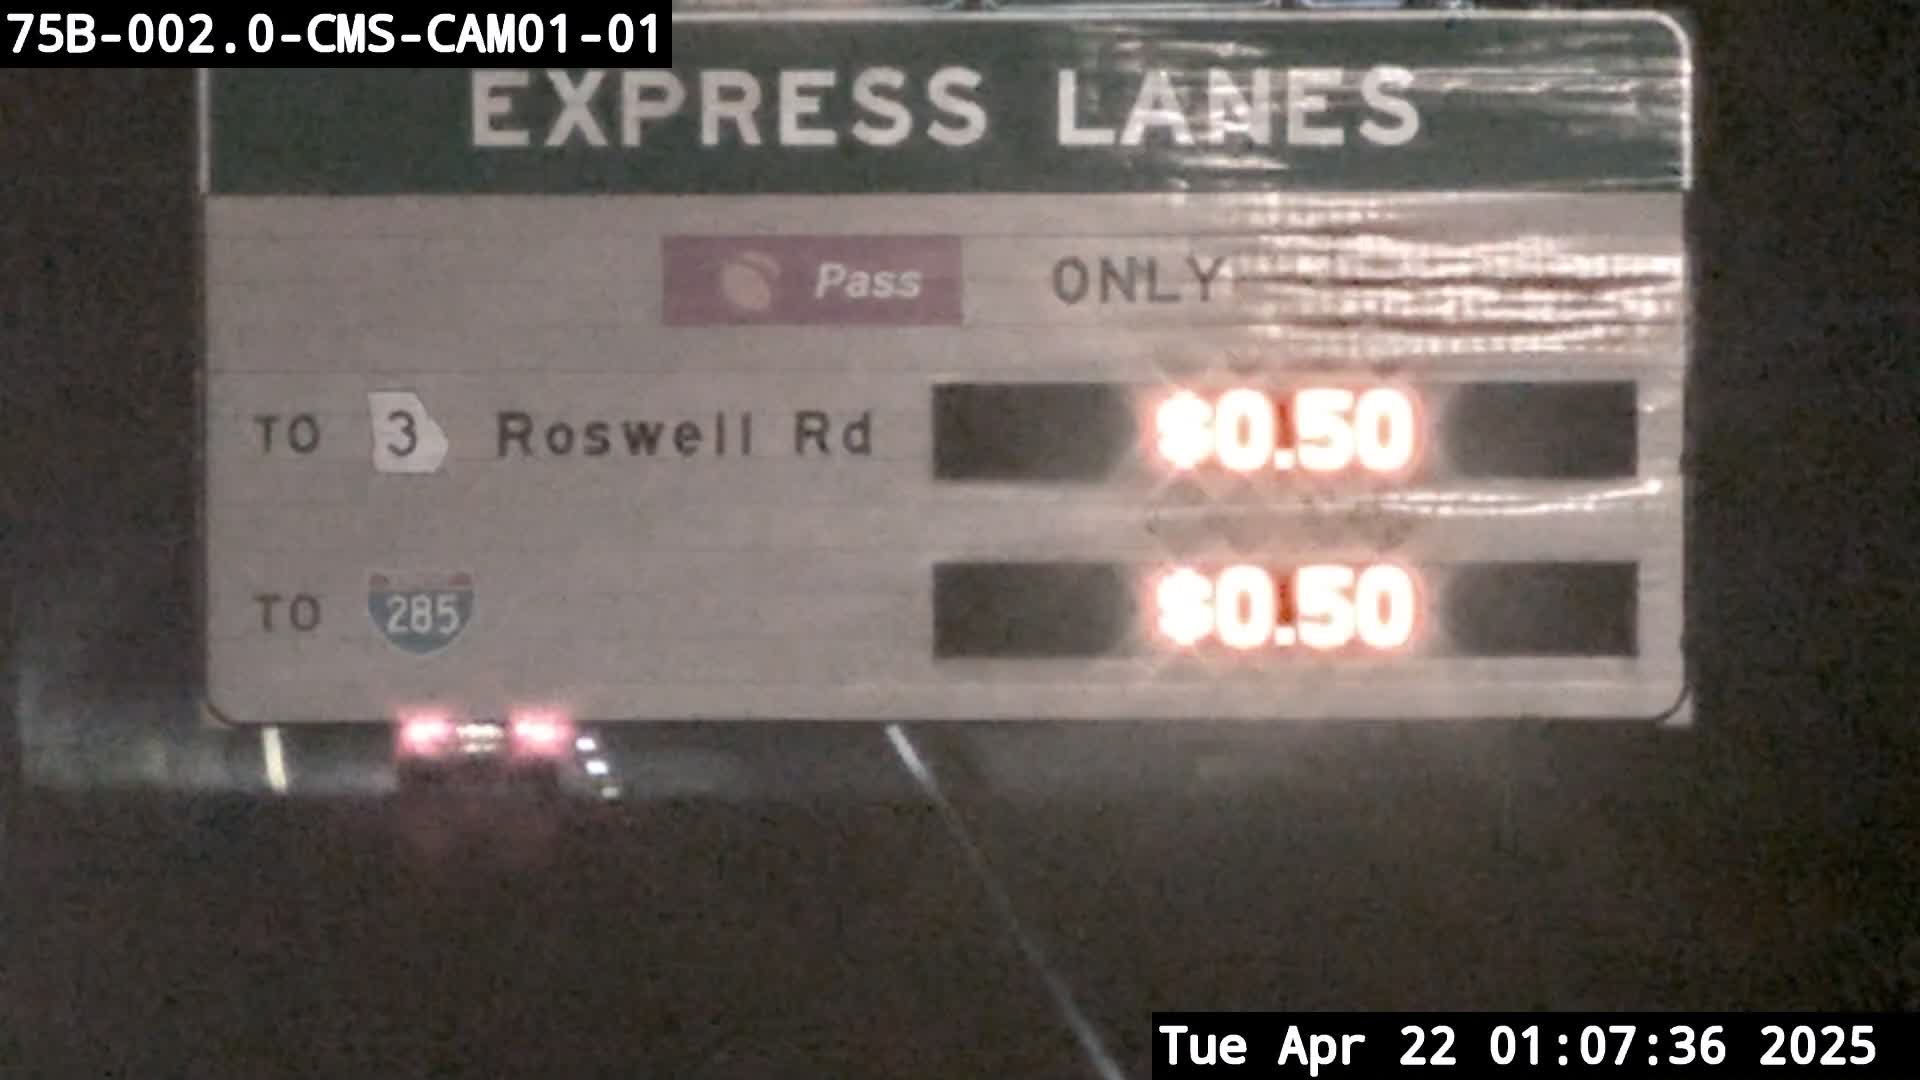 75B-002.0-CMS-CAM01-01
EXPRESS LANES
Pass ONLY
TO 3 Roswell Rd $0.50
TO 285 $0.50
Tue Apr 22 01:07:36 2025